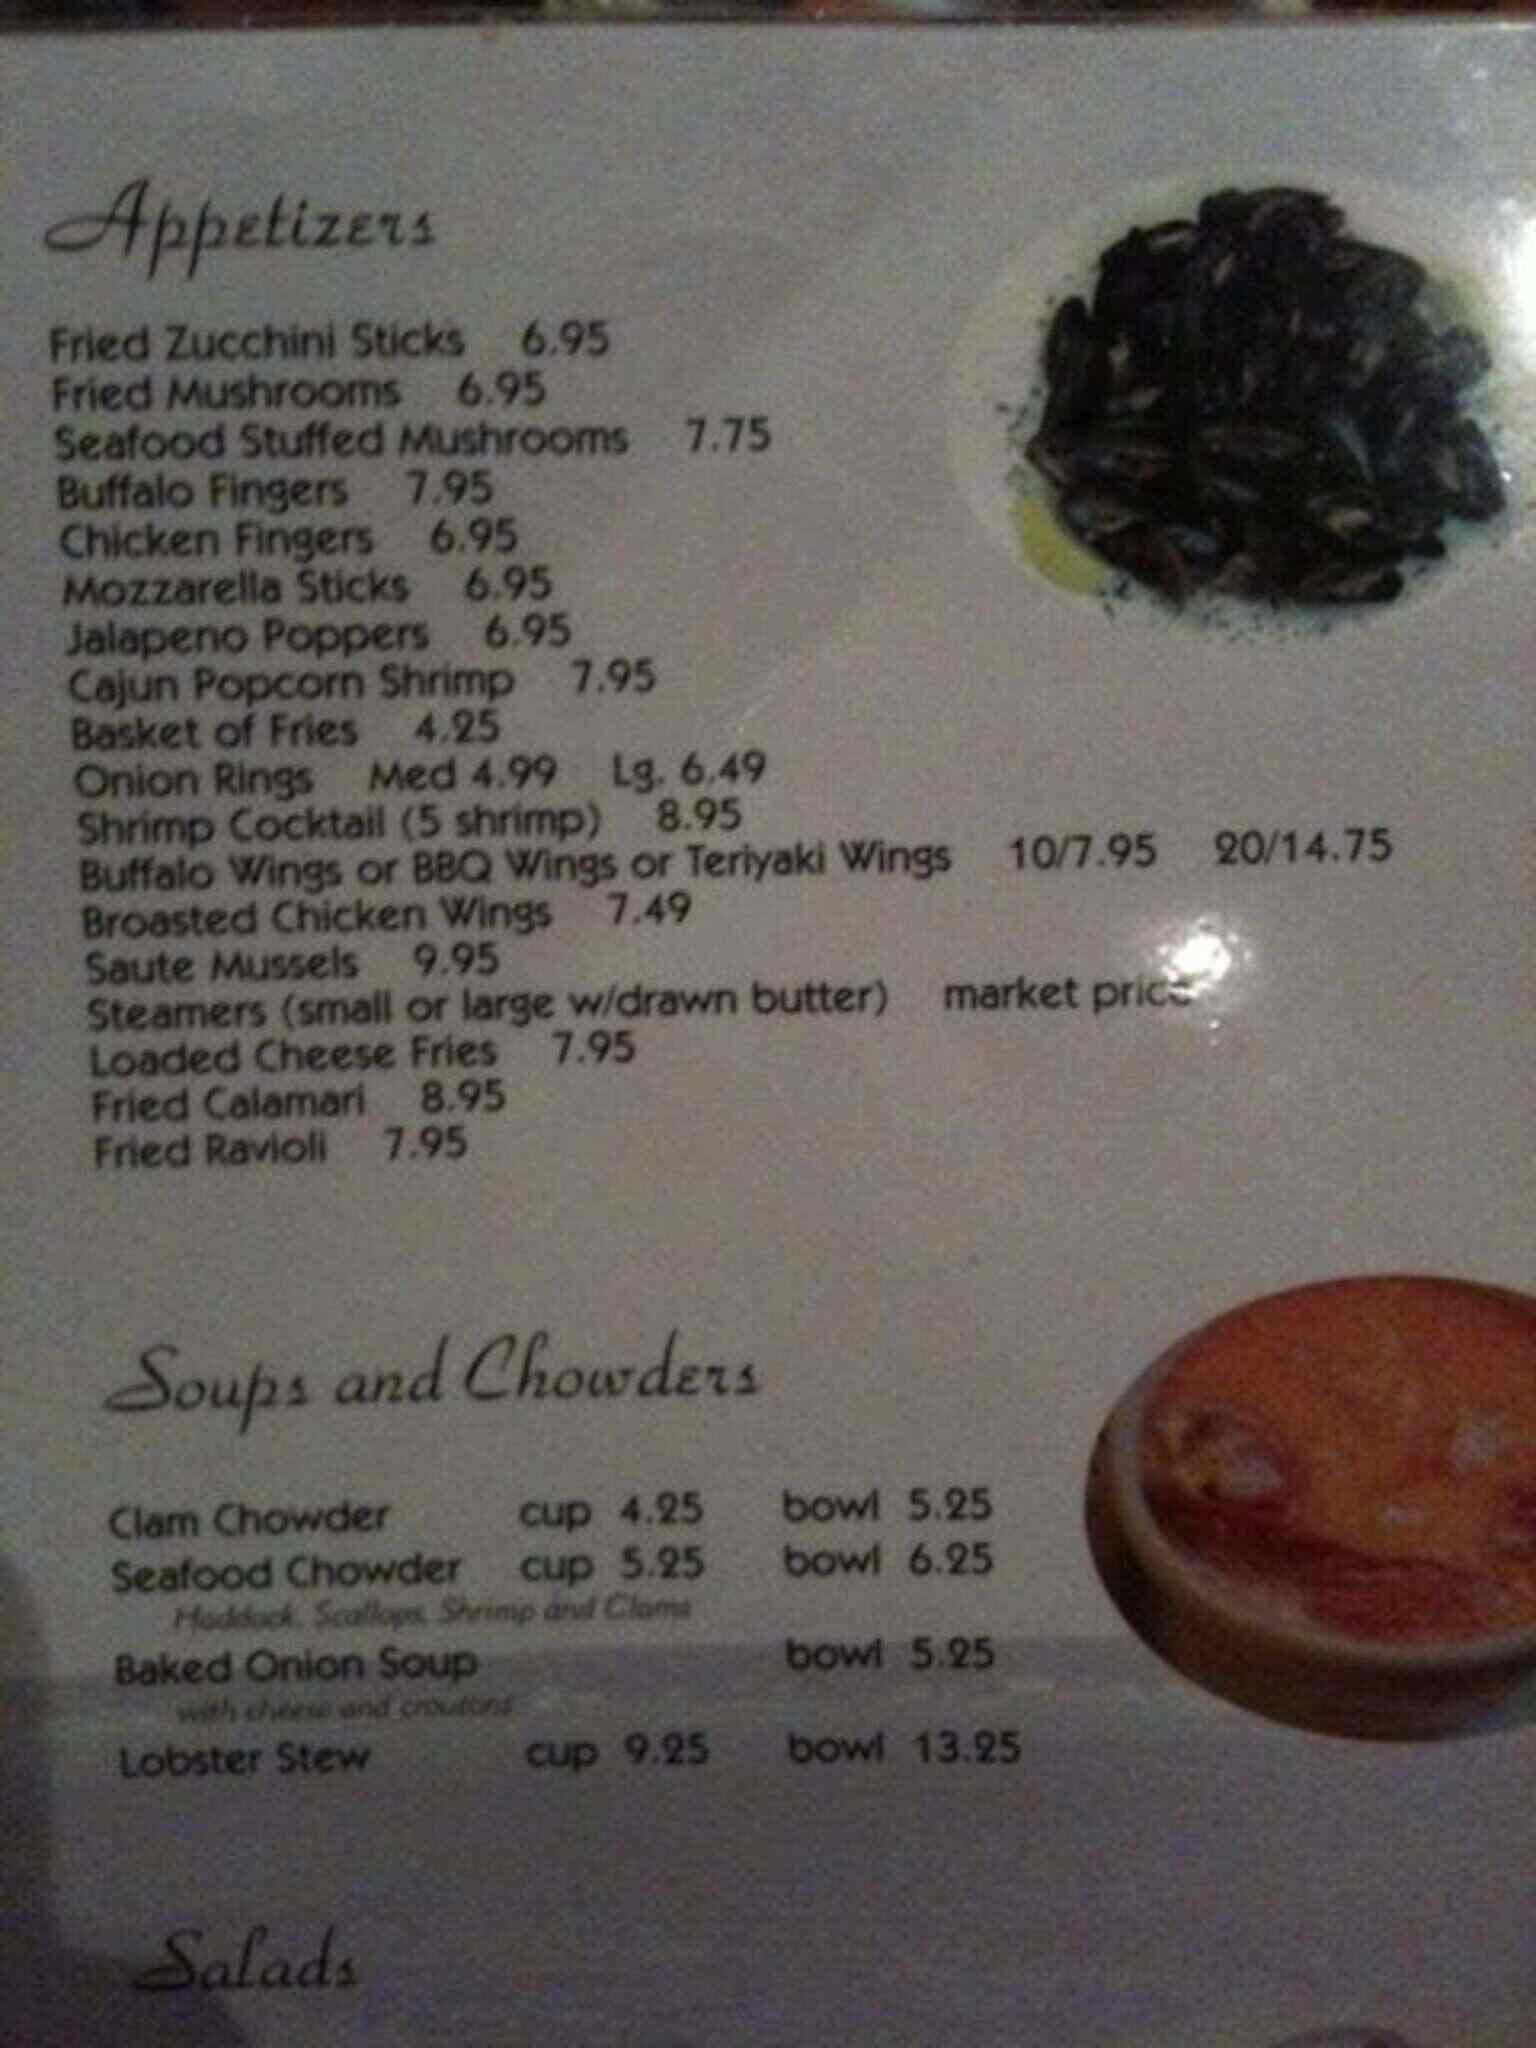 Appetizers
Fried Zucchini Sticks 6.95
Fried Mushrooms 6.95
Seafood Stuffed Mushrooms 7.75
Buffalo Fingers 7.95
Chicken Fingers 6.95
Mozzarella Sticks 6.95
Jalapeno Poppers 6.95
Cajun Popcorn Shrimp 7.95
Basket of Fries 4.25
Onion Rings Med 4.99 Lg. 6.49
Shrimp Cocktail (5 shrimp) 8.95
Buffalo Wings or BBQ Wings or Teriyaki Wings 10/7.95 20/14.75
Broasted Chicken Wings 7.49
Saute Mussels 9.95
Steamers (small or large w/drawn butter) market price
Loaded Cheese Fries 7.95
Fried Calamari 8.95
Fried Ravioli 7.95
Soups and Chowders
Clam Chowder cup 4.25 bowl 5.25
Seafood Chowder cup 5.25 bowl 6.25
Haddock, Scallops, Shrimp and Clams
Baked Onion Soup bowl 5.25
with cheese and croutons
Lobster Stew cup 9.25 bowl 13.25
Salads